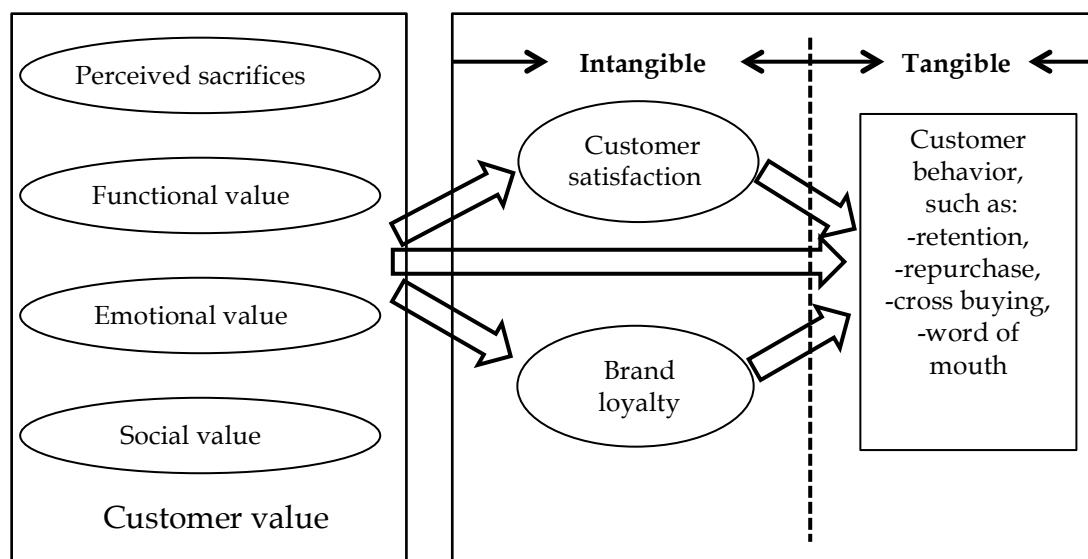 Perceived sacrifices
Functional value
Emotional value
Social value
Customer value
Intangible
Tangible
Customer
satisfaction
Brand
loyalty
Customer
behavior,
such as:
-retention,
-repurchase,
-cross buying,
-word of
mouth